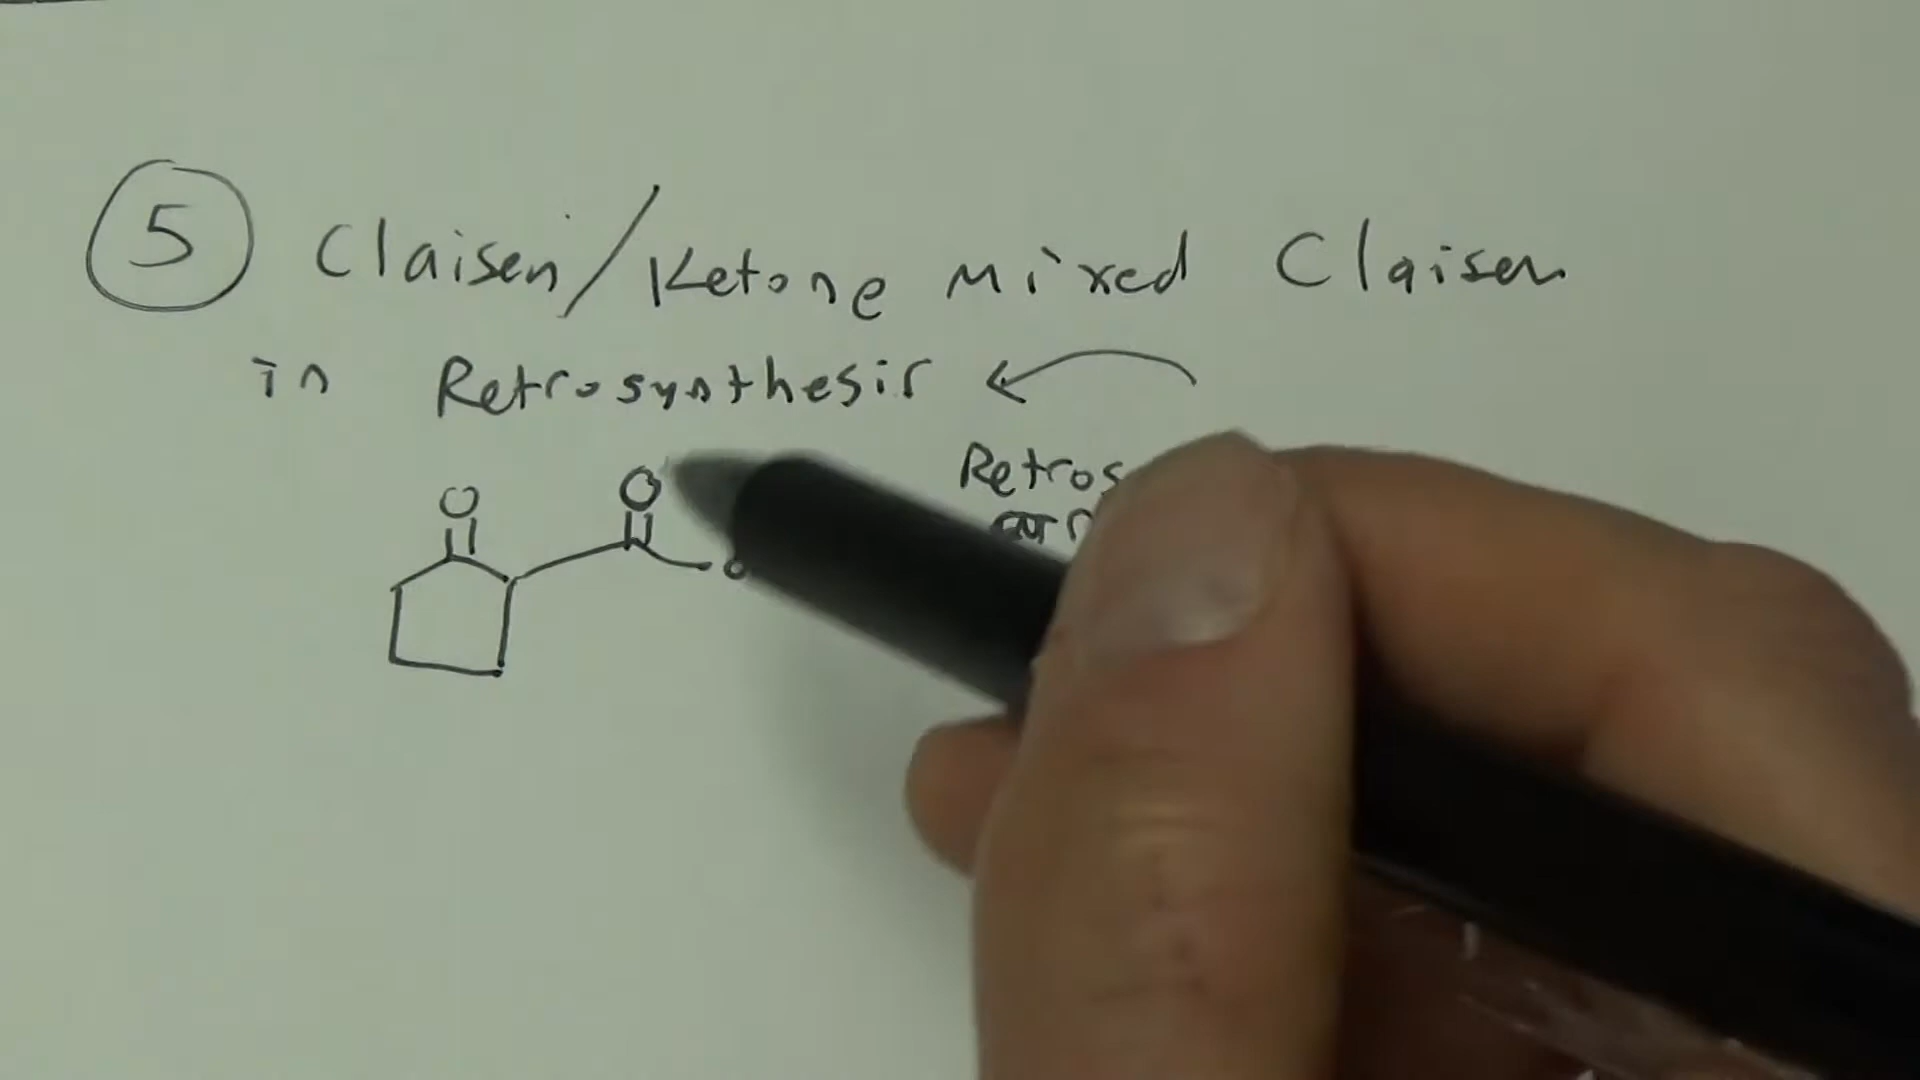 5 Claisen/Ketone mixed Claisen
in Retrosynthesis
Retros
O O
O